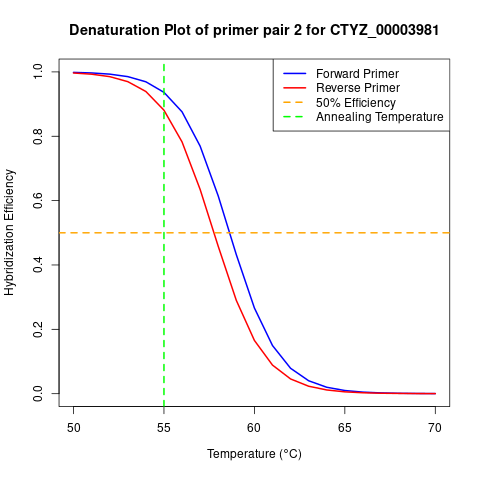 Denaturation Plot of primer pair 2 for CTYZ_00003981
Forward Primer
Reverse Primer
50% Efficiency
Annealing Temperature
Hybridization Efficiency
1.0
0.8
0.6
0.4
0.2
0.0
50 55 60 65 70
Temperature (°C)